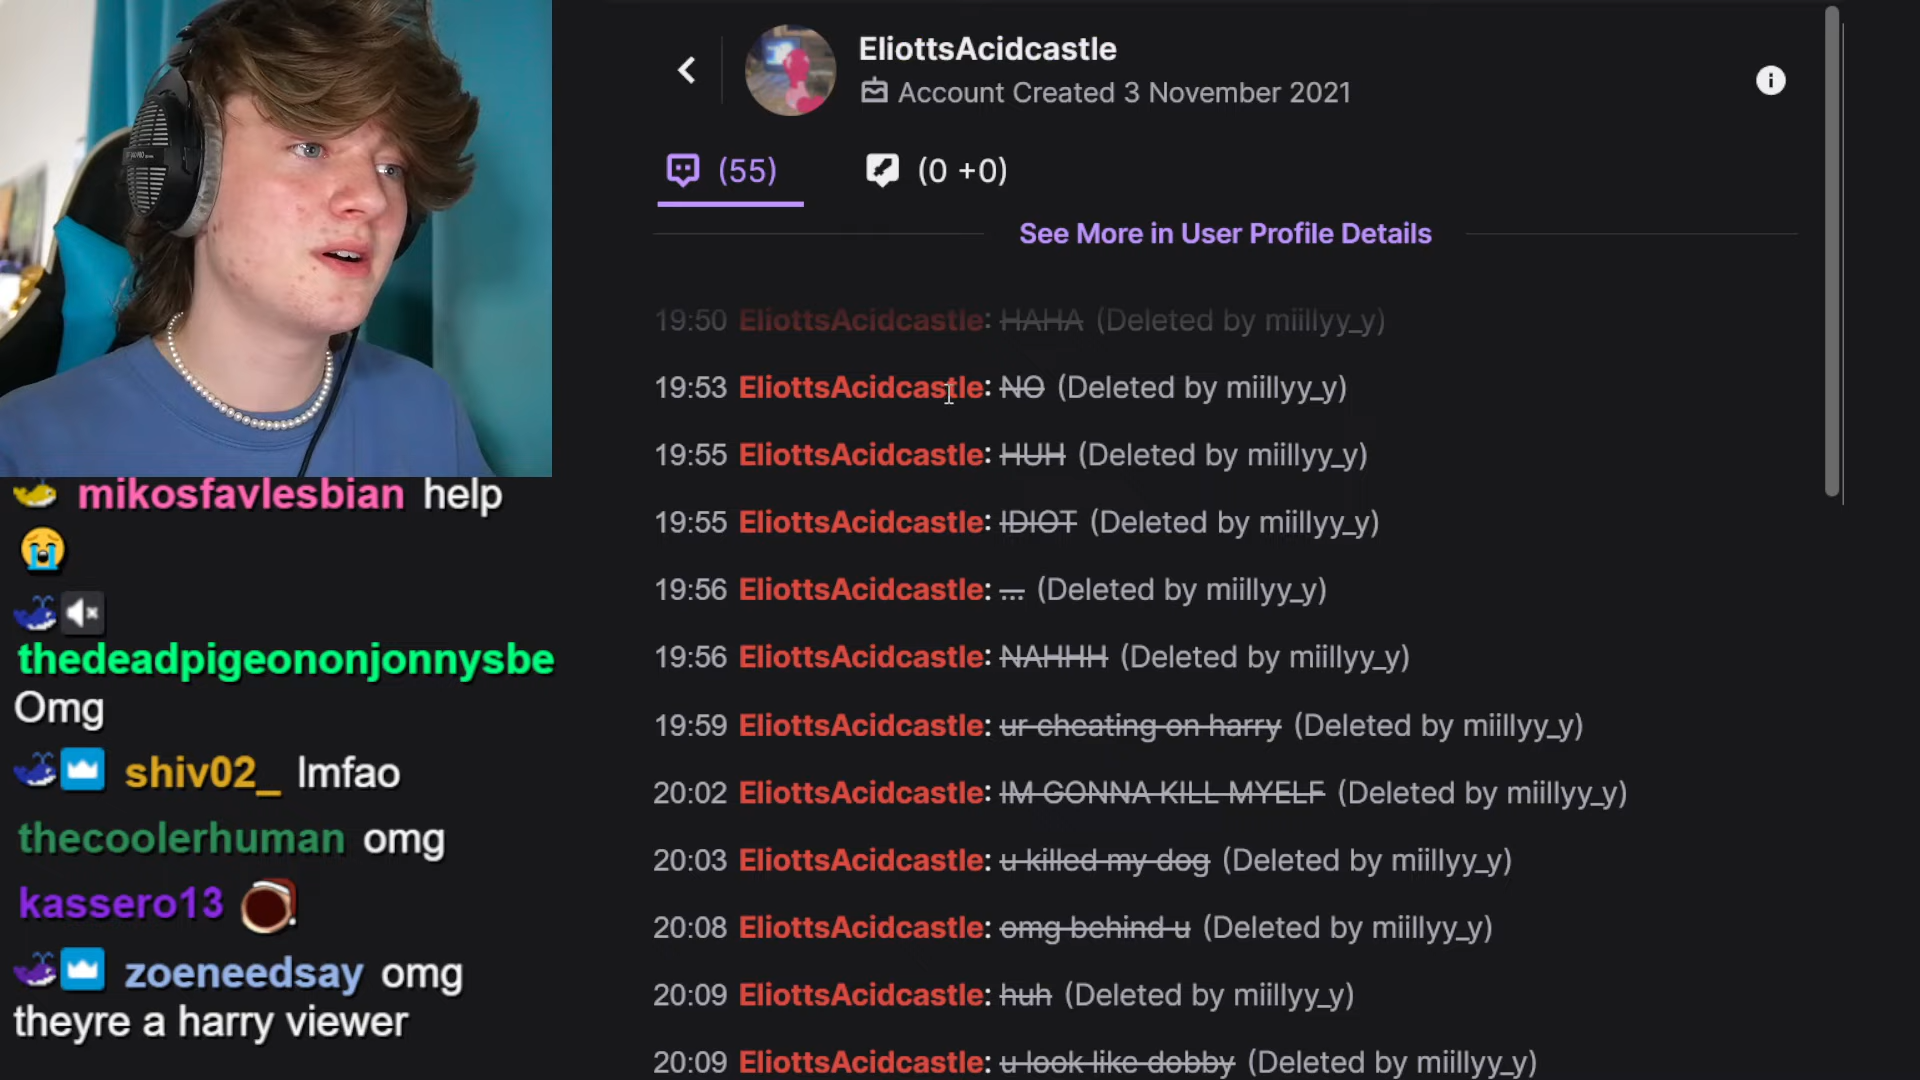 EliottsAcidcastle
Account Created 3 November 2021
(55)
(0 +0)
See More in User Profile Details
19:50 EliottsAcidcastle: HAHA (Deleted by miillyy_y)
19:53 EliottsAcidcastle: NO (Deleted by miillyy_y)
19:55 EliottsAcidcastle: HUH (Deleted by miillyy_y)
19:55 EliottsAcidcastle: IDIOT (Deleted by miillyy_y)
19:56 EliottsAcidcastle: ... (Deleted by miillyy_y)
19:56 EliottsAcidcastle: NAHHH (Deleted by miillyy_y)
19:59 EliottsAcidcastle: ur cheating on harry (Deleted by miillyy_y)
20:02 EliottsAcidcastle: IM GONNA KILL MYELF (Deleted by miillyy_y)
20:03 EliottsAcidcastle: u killed my dog (Deleted by miillyy_y)
20:08 EliottsAcidcastle: omg behind u (Deleted by miillyy_y)
20:09 EliottsAcidcastle: huh (Deleted by miillyy_y)
20:09 EliottsAcidcastle: u look like dobby (Deleted by miillyy_y)
mikosfavlesbian help
😭
thedeadpigeononjonnysbe
Omg
shiv02_ lmfao
thecoolerhuman omg
kassero13
zoeneedsay omg
theyre a harry viewer